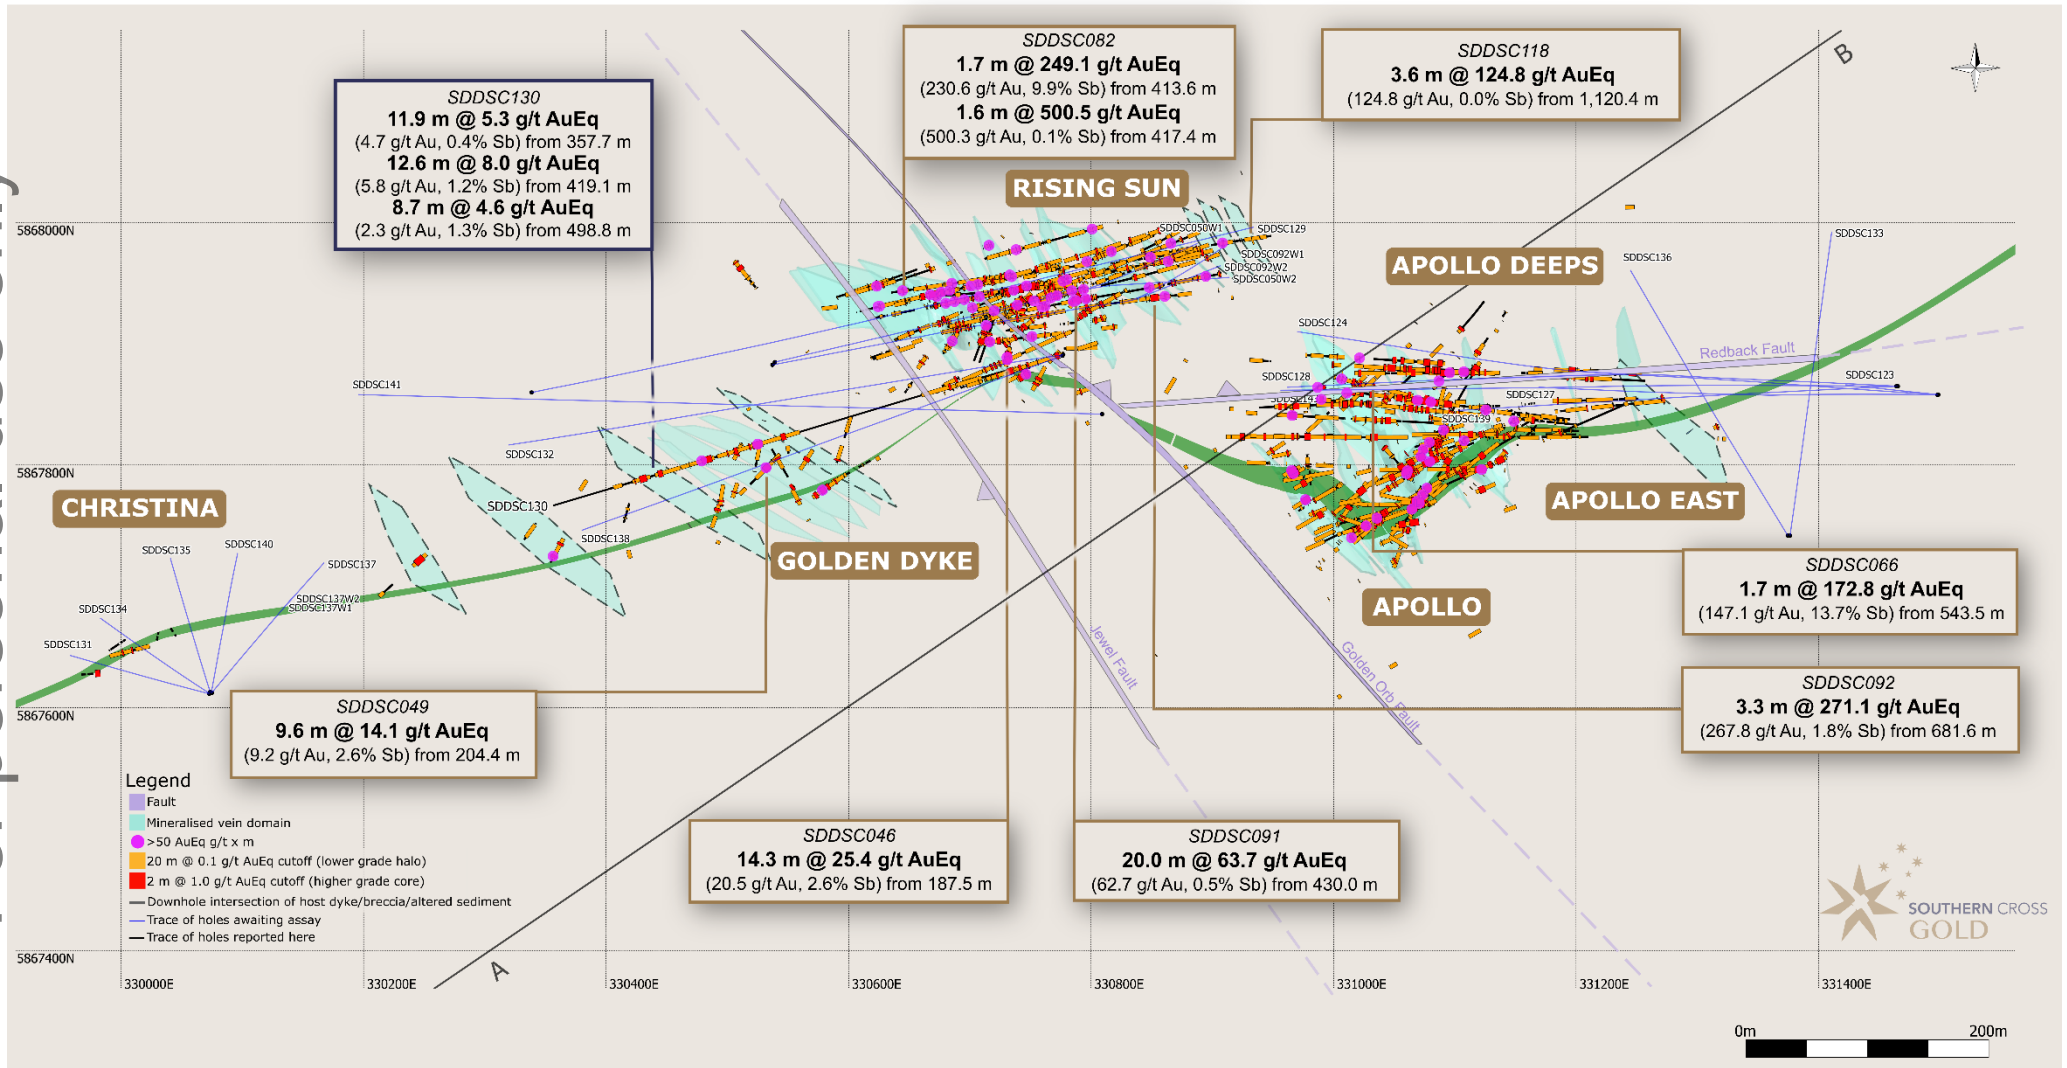 SDDSC130
11.9 m @ 5.3 g/t AuEq
(4.7 g/t Au, 0.4% Sb) from 357.7 m
12.6 m @ 8.0 g/t AuEq
(5.8 g/t Au, 1.2% Sb) from 419.1 m
8.7 m @ 4.6 g/t AuEq
(2.3 g/t Au, 1.3% Sb) from 498.8 m
SDDSC082
1.7 m @ 249.1 g/t AuEq
(230.6 g/t Au, 9.9% Sb) from 413.6 m
1.6 m @ 500.5 g/t AuEq
(500.3 g/t Au, 0.1% Sb) from 417.4 m
SDDSC118
3.6 m @ 124.8 g/t AuEq
(124.8 g/t Au, 0.0% Sb) from 1,120.4 m
B
RISING SUN
5868000N
SDDSC050W1
SDDSC129
SDDSC133
SDDSC092W1
SDDSC136
SDDSC092W2
SDDSC050W2
APOLLO DEEPS
SDDSC124
Redback Fault
SDDSC141
SDDSC128
SDDSC123
SDDSC127
SDDSC139
SDDSC132
5867800N
CHRISTINA
SDDSC130
APOLLO EAST
SDDSC138
GOLDEN DYKE
SDDSC135
SDDSC140
SDDSC137
SDDSC137W2
SDDSC137W1
SDDSC134
SDDSC131
APOLLO
SDDSC066
1.7 m @ 172.8 g/t AuEq
(147.1 g/t Au, 13.7% Sb) from 543.5 m
Jewel Fault
Golden Orb Fault
SDDSC092
3.3 m @ 271.1 g/t AuEq
(267.8 g/t Au, 1.8% Sb) from 681.6 m
5867600N
SDDSC049
9.6 m @ 14.1 g/t AuEq
(9.2 g/t Au, 2.6% Sb) from 204.4 m
Legend
Fault
Mineralised vein domain
>50 AuEq g/t x m
20 m @ 0.1 g/t AuEq cutoff (lower grade halo)
2 m @ 1.0 g/t AuEq cutoff (higher grade core)
Downhole intersection of host dyke/breccia/altered sediment
Trace of holes awaiting assay
Trace of holes reported here
SDDSC046
14.3 m @ 25.4 g/t AuEq
(20.5 g/t Au, 2.6% Sb) from 187.5 m
SDDSC091
20.0 m @ 63.7 g/t AuEq
(62.7 g/t Au, 0.5% Sb) from 430.0 m
SOUTHERN CROSS
GOLD
5867400N
A
330000E
330200E
330400E
330600E
330800E
331000E
331200E
331400E
0m
200m